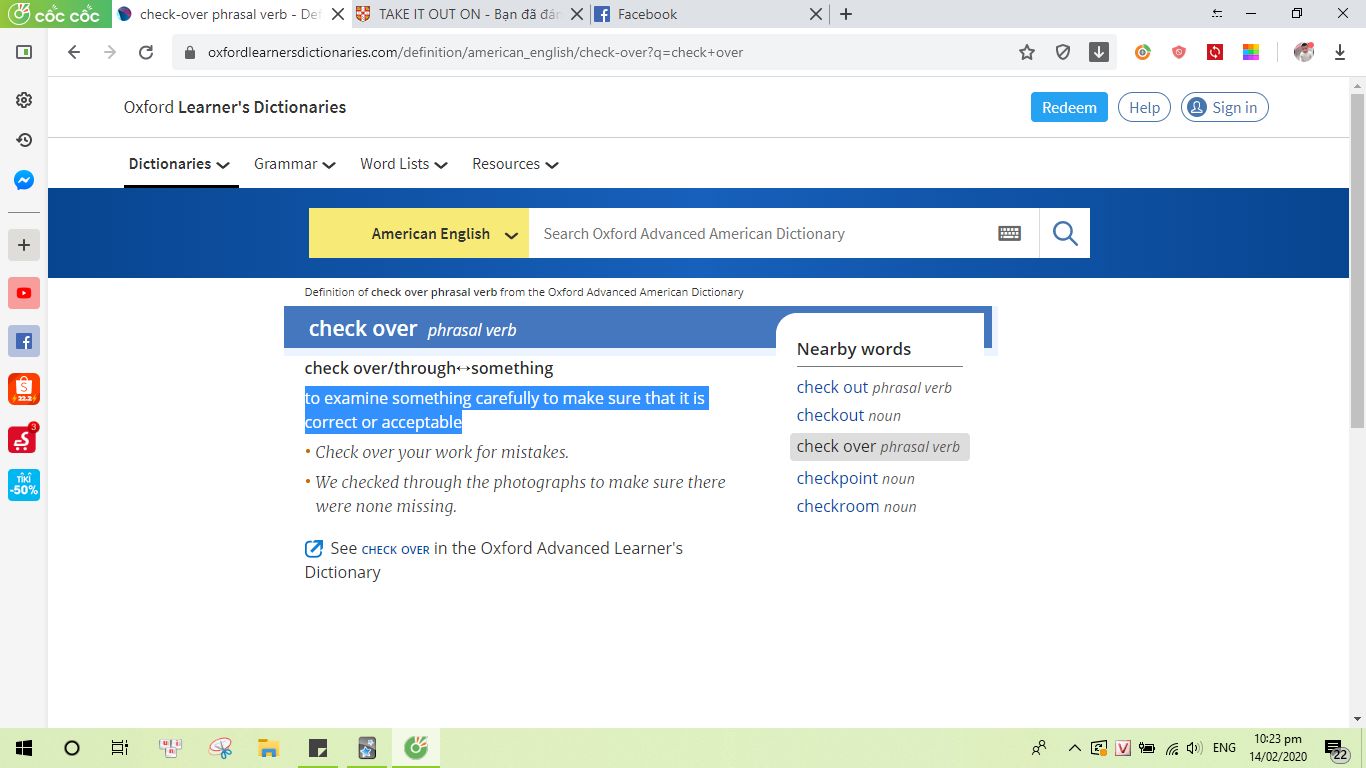 cốc cốc
check-over phrasal verb - Def
TAKE IT OUT ON - Bạn đã đán
Facebook
oxfordlearnersdictionaries.com/definition/american_english/check-over?q=check+over
Oxford Learner's Dictionaries
Redeem
Help
Sign in
Dictionaries
Grammar
Word Lists
Resources
American English
Search Oxford Advanced American Dictionary
Definition of check over phrasal verb from the Oxford Advanced American Dictionary
check over phrasal verb
check over/through↔something
to examine something carefully to make sure that it is
correct or acceptable
• Check over your work for mistakes.
• We checked through the photographs to make sure there
were none missing.
See CHECK OVER in the Oxford Advanced Learner's
Dictionary
Nearby words
check out phrasal verb
checkout noun
check over phrasal verb
checkpoint noun
checkroom noun
S
2.2
3
S
TIKI
-50%
V
ENG
10:23 pm
14/02/2020
22